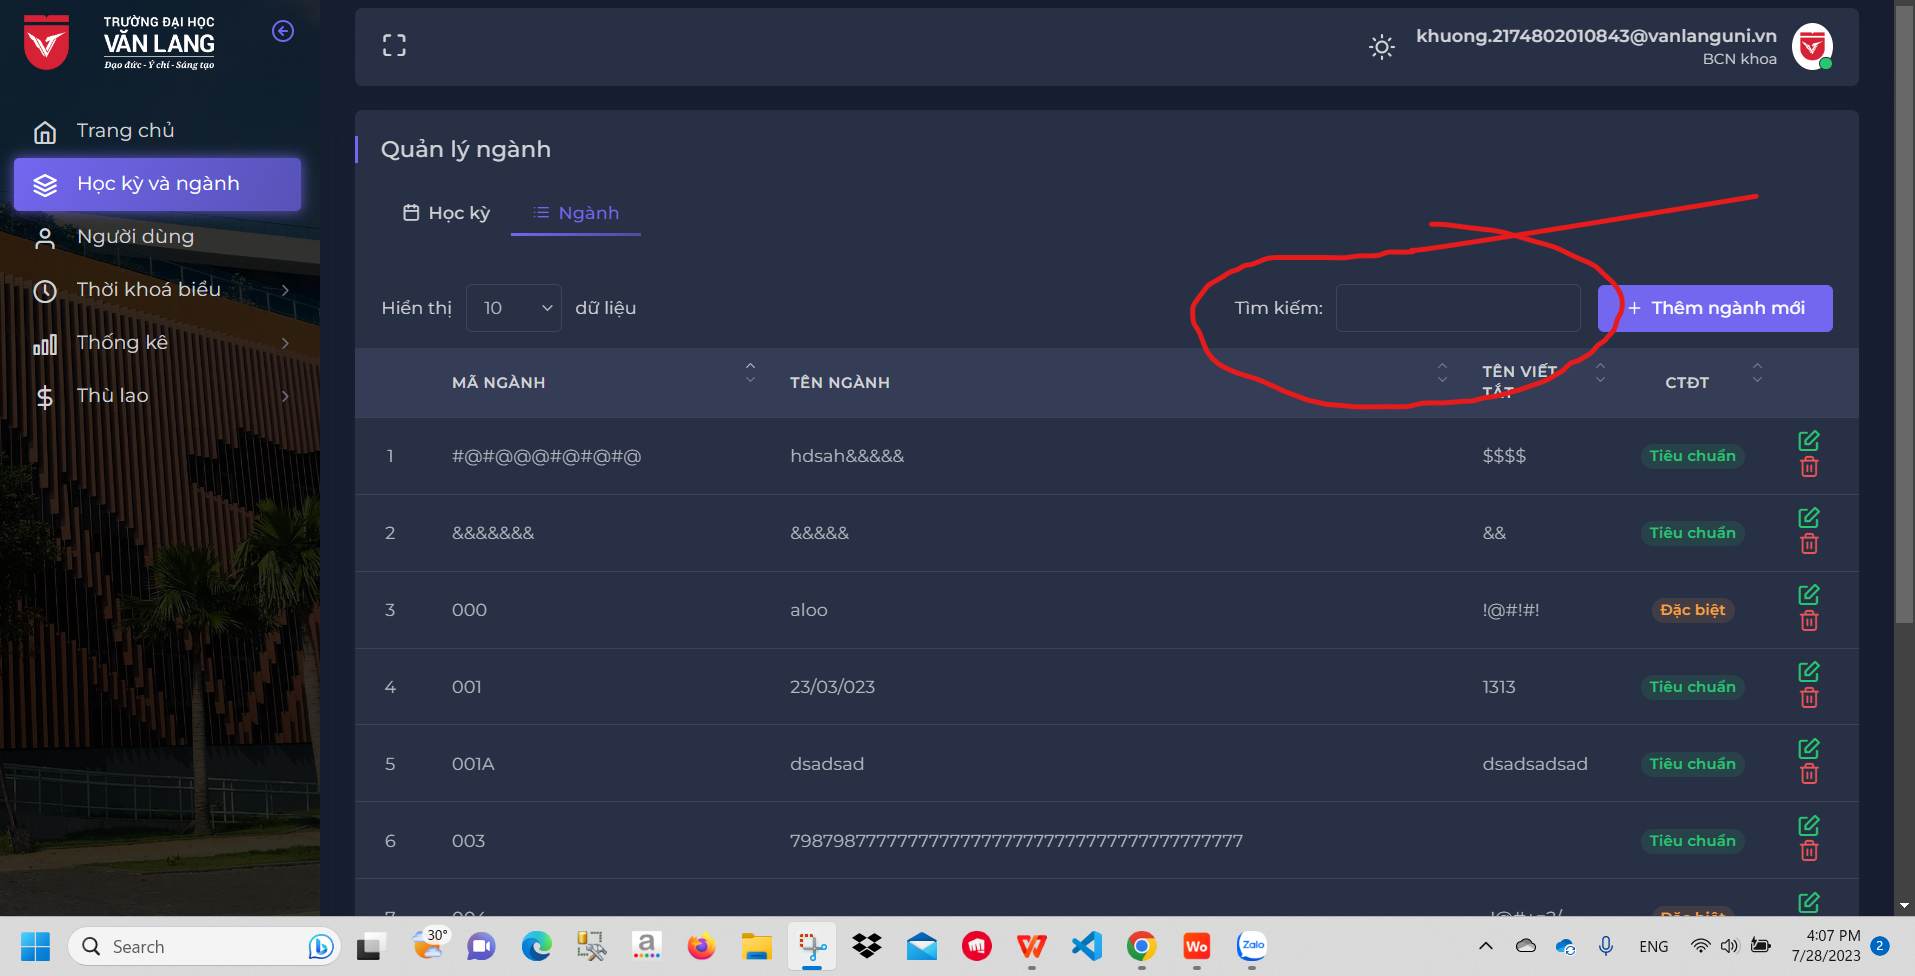 TRƯỜNG ĐẠI HỌC
VĂN LANG
Đạo đức - Ý chí - Sáng tạo
khuong.2174802010843@vanlanguni.vn
BCN khoa
Trang chủ
Học kỳ và ngành
Người dùng
Thời khoá biểu
Thống kê
Thù lao
Quản lý ngành
Học kỳ
Ngành
Hiển thị 10 dữ liệu
Tìm kiếm:
+ Thêm ngành mới
MÃ NGÀNH TÊN NGÀNH TÊN VIẾT TẮT CTĐT
1 #@#@@@#@#@#@ hdsah&&&&& $$$$ Tiêu chuẩn
2 &&&&&&& &&&&& && Tiêu chuẩn
3 000 aloo !@#!#! Đặc biệt
4 001 23/03/023 1313 Tiêu chuẩn
5 001A dsadsad dsadsadsad Tiêu chuẩn
6 003 Tiêu chuẩn
Search
30°
a
Wo
Zalo
ENG
4:07 PM
7/28/2023
2